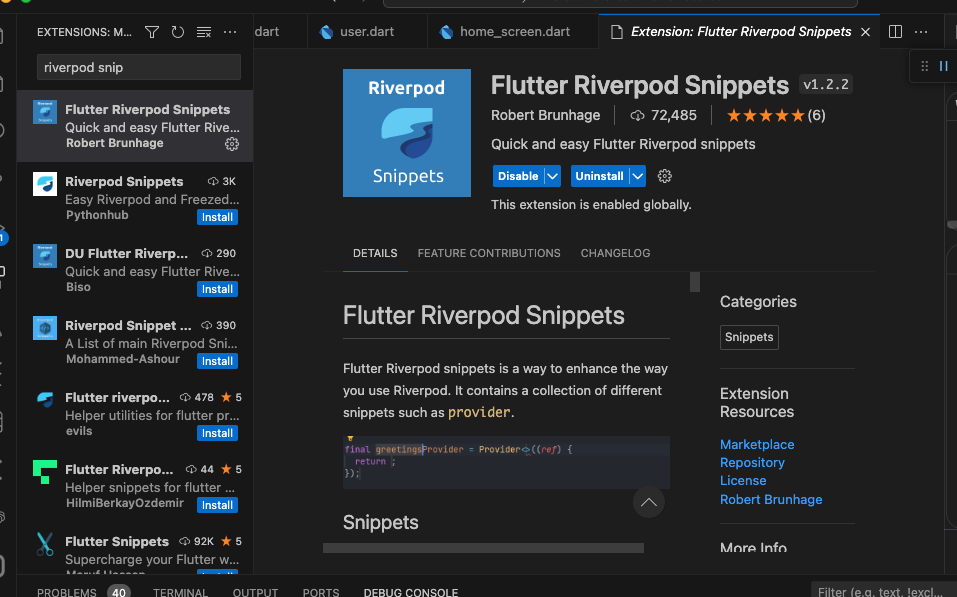 EXTENSIONS: M...
dart
user.dart
home_screen.dart
Extension: Flutter Riverpod Snippets
riverpod snip
Flutter Riverpod Snippets
Quick and easy Flutter Rive...
Robert Brunhage
Riverpod Snippets 3K
Easy Riverpod and Freezed...
Pythonhub
Install
DU Flutter Riverp... 290
Quick and easy Flutter Rive...
Biso
Install
Riverpod Snippet ... 390
A List of main Riverpod Sni...
Mohammed-Ashour
Install
Flutter riverpo... 478 ★ 5
Helper utilities for flutter pr...
evils
Install
Flutter Riverpo... 44 ★ 5
Helper snippets for flutter ...
HilmiBerkayOzdemir
Install
Flutter Snippets 92K ★ 5
Supercharge your Flutter w...
Riverpod
Snippets
Flutter Riverpod Snippets v1.2.2
Robert Brunhage 72,485 ★★★★★(6)
Quick and easy Flutter Riverpod snippets
Disable Uninstall
This extension is enabled globally.
DETAILS FEATURE CONTRIBUTIONS CHANGELOG
Flutter Riverpod Snippets
Flutter Riverpod snippets is a way to enhance the way
you use Riverpod. It contains a collection of different
snippets such as provider.
final greetingsProvider = Provider<>((ref) {
return ;
});
Snippets
Categories
Snippets
Extension
Resources
Marketplace
Repository
License
Robert Brunhage
More Info
PROBLEMS 40 TERMINAL OUTPUT PORTS DEBUG CONSOLE
Filter (e.g. text, !excl...